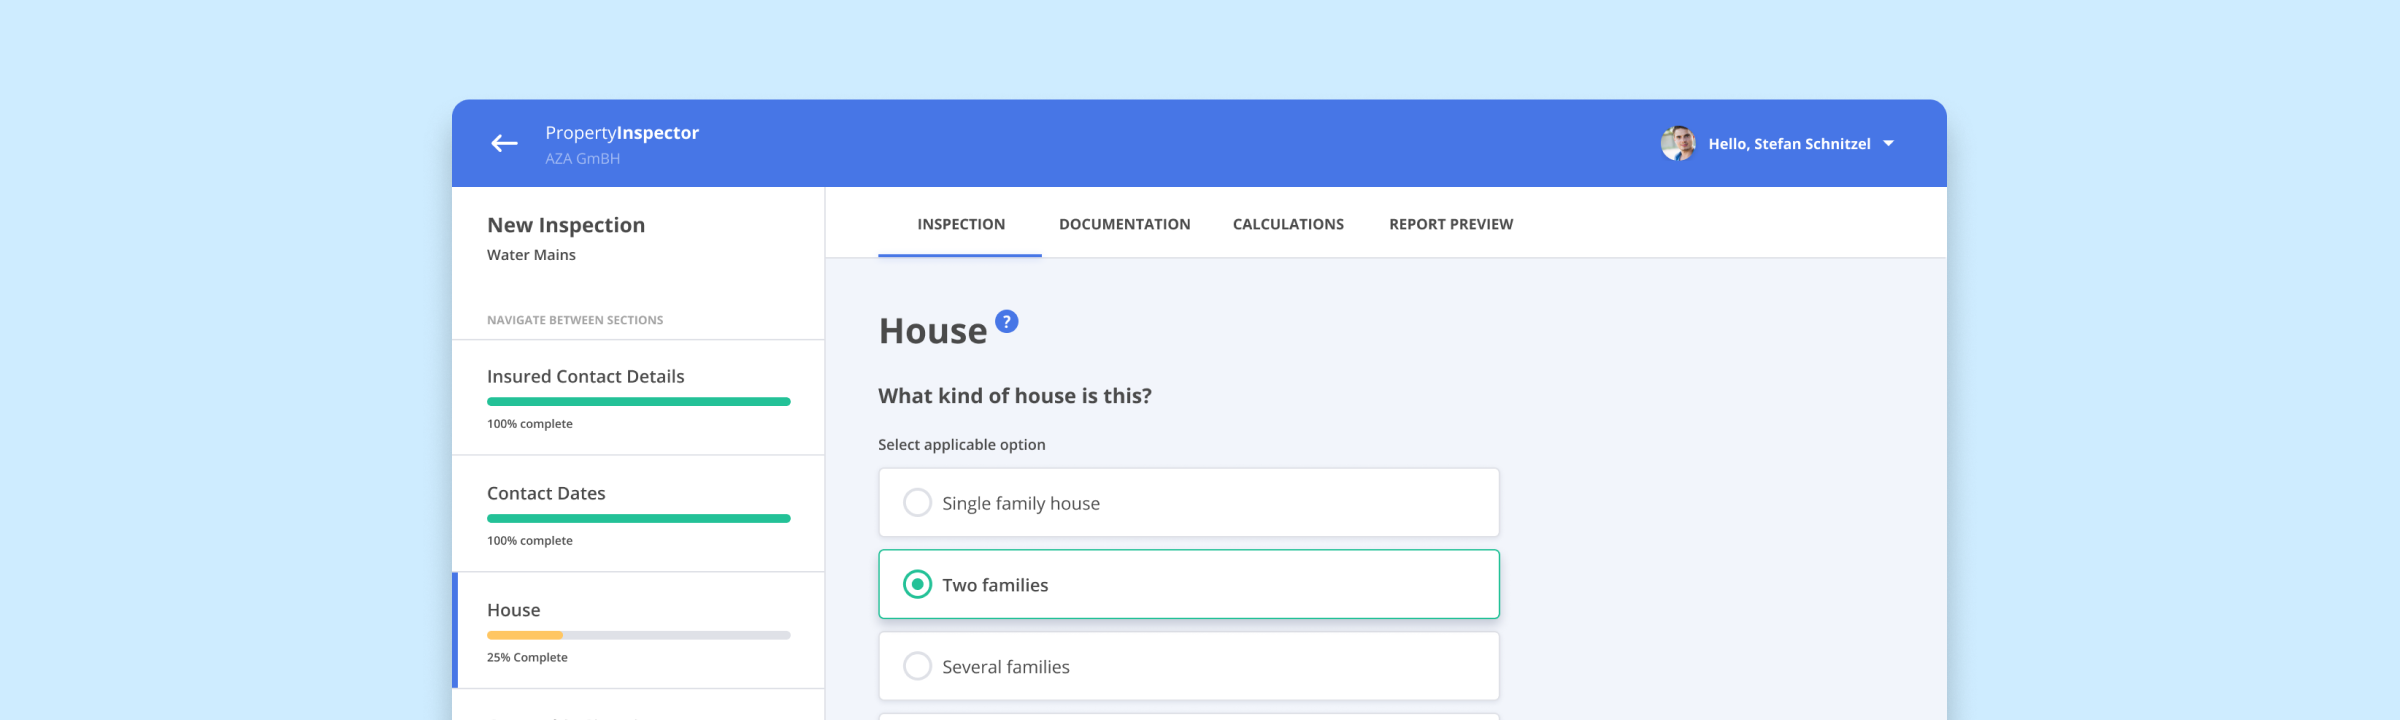 PropertyInspector
AZA GmBH
Hello, Stefan Schnitzel
New Inspection
Water Mains
NAVIGATE BETWEEN SECTIONS
Insured Contact Details
100% complete
Contact Dates
100% complete
House
25% Complete
INSPECTION DOCUMENTATION CALCULATIONS REPORT PREVIEW
House ?
What kind of house is this?
Select applicable option
Single family house
Two families
Several families